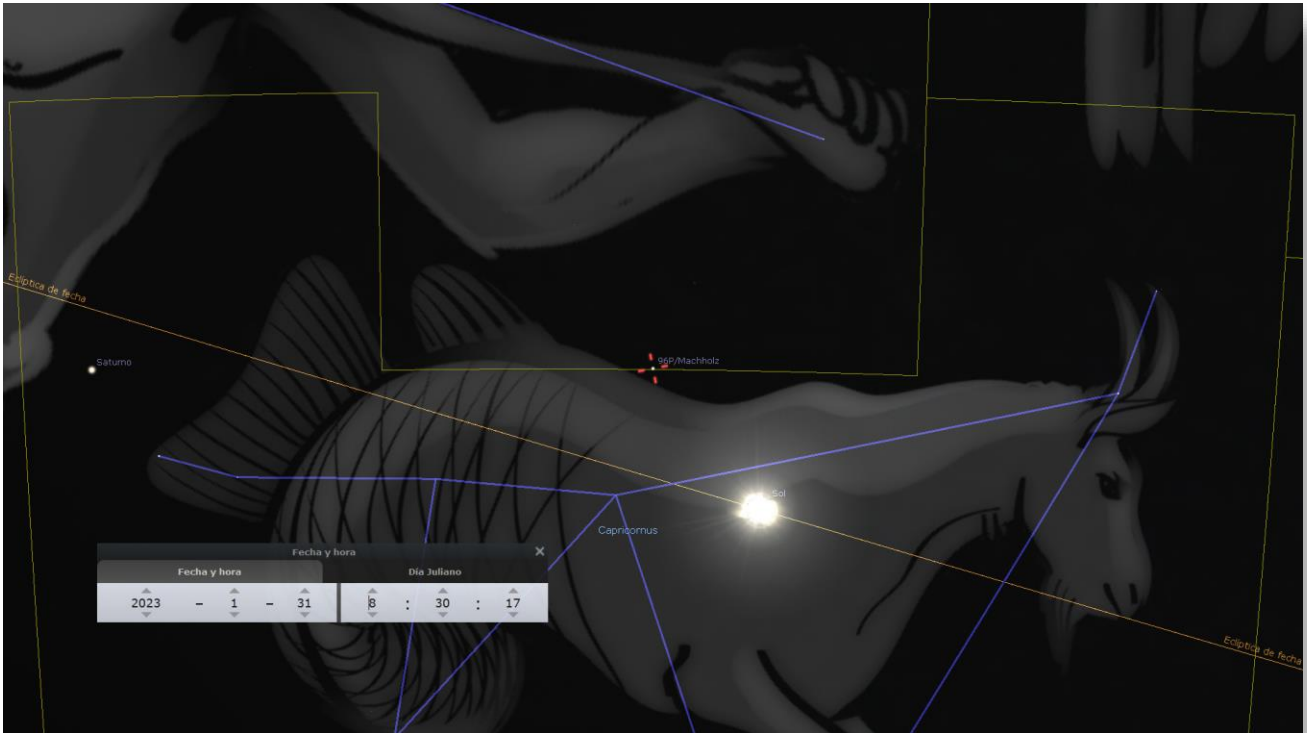 Eclíptica de fecha
Saturno
96P/Machholz
Sol
Capricornus
Fecha y hora ×
Fecha y hora Día Juliano
2023 – 1 – 31 8 : 30 : 17
Eclíptica de fecha